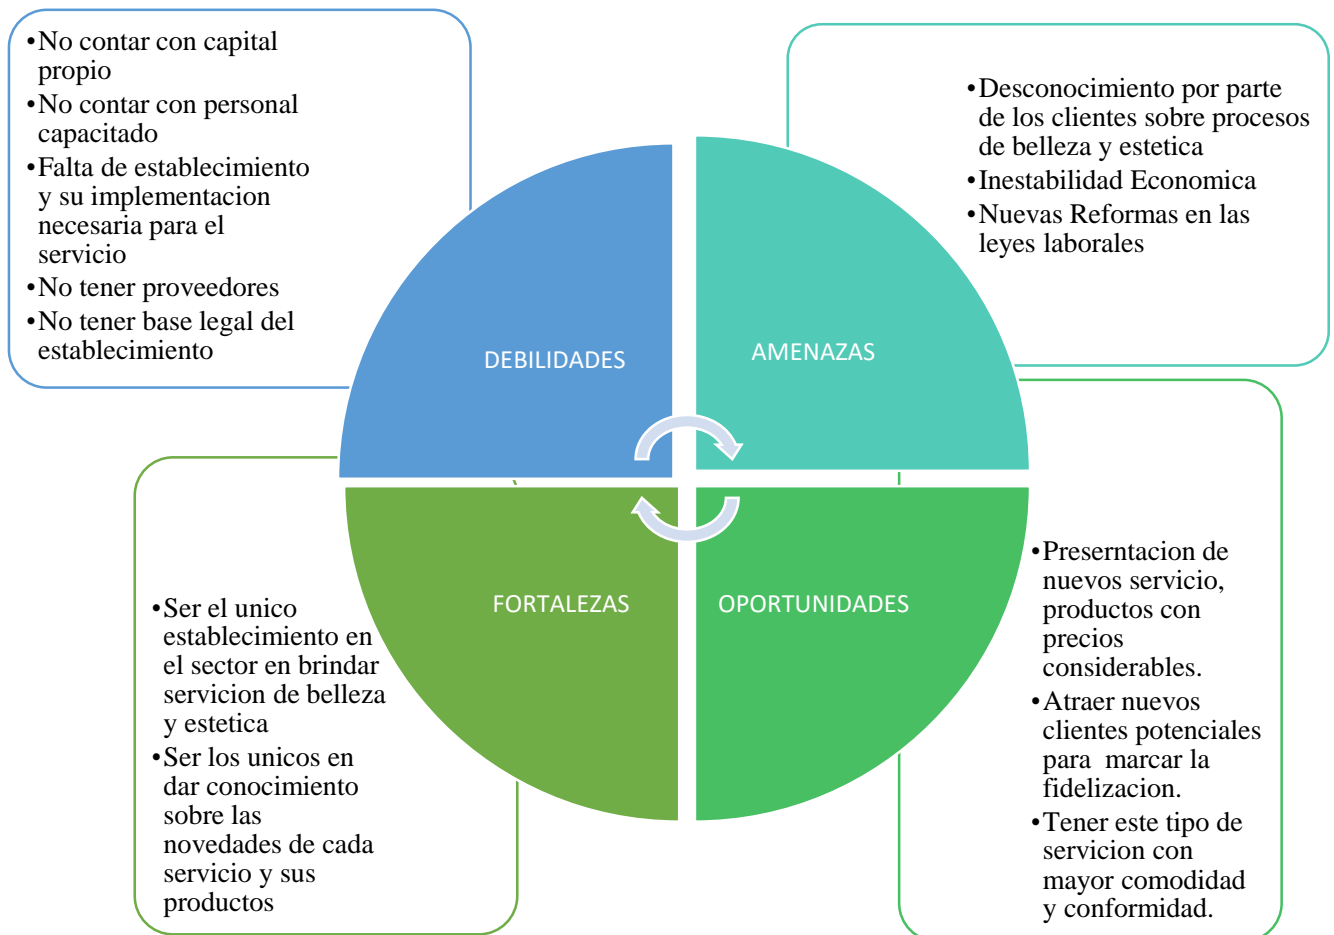 •No contar con capital
propio
•No contar con personal
capacitado
•Falta de establecimiento
y su implementacion
necesaria para el
servicio
•No tener proveedores
•No tener base legal del
establecimiento
DEBILIDADES
•Desconocimiento por parte
de los clientes sobre procesos
de belleza y estetica
•Inestabilidad Economica
•Nuevas Reformas en las
leyes laborales
AMENAZAS
•Ser el unico
establecimiento en
el sector en brindar
servicion de belleza
y estetica
•Ser los unicos en
dar conocimiento
sobre las
novedades de cada
servicio y sus
productos
FORTALEZAS
OPORTUNIDADES
•Preserntacion de
nuevos servicio,
productos con
precios
considerables.
•Atraer nuevos
clientes potenciales
para  marcar la
fidelizacion.
•Tener este tipo de
servicion con
mayor comodidad
y conformidad.